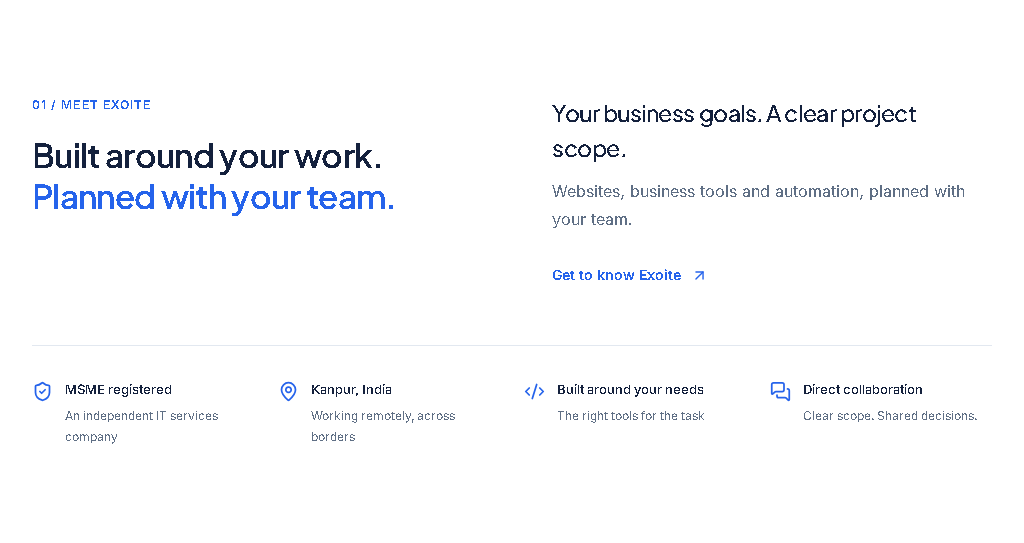 01 / MEET EXOITE
Built around your work.
Planned with your team.
Your business goals. A clear project
scope.
Websites, business tools and automation, planned with
your team.
Get to know Exoite
MSME registered
An independent IT services
company
Kanpur, India
Working remotely, across
borders
Built around your needs
The right tools for the task
Direct collaboration
Clear scope. Shared decisions.